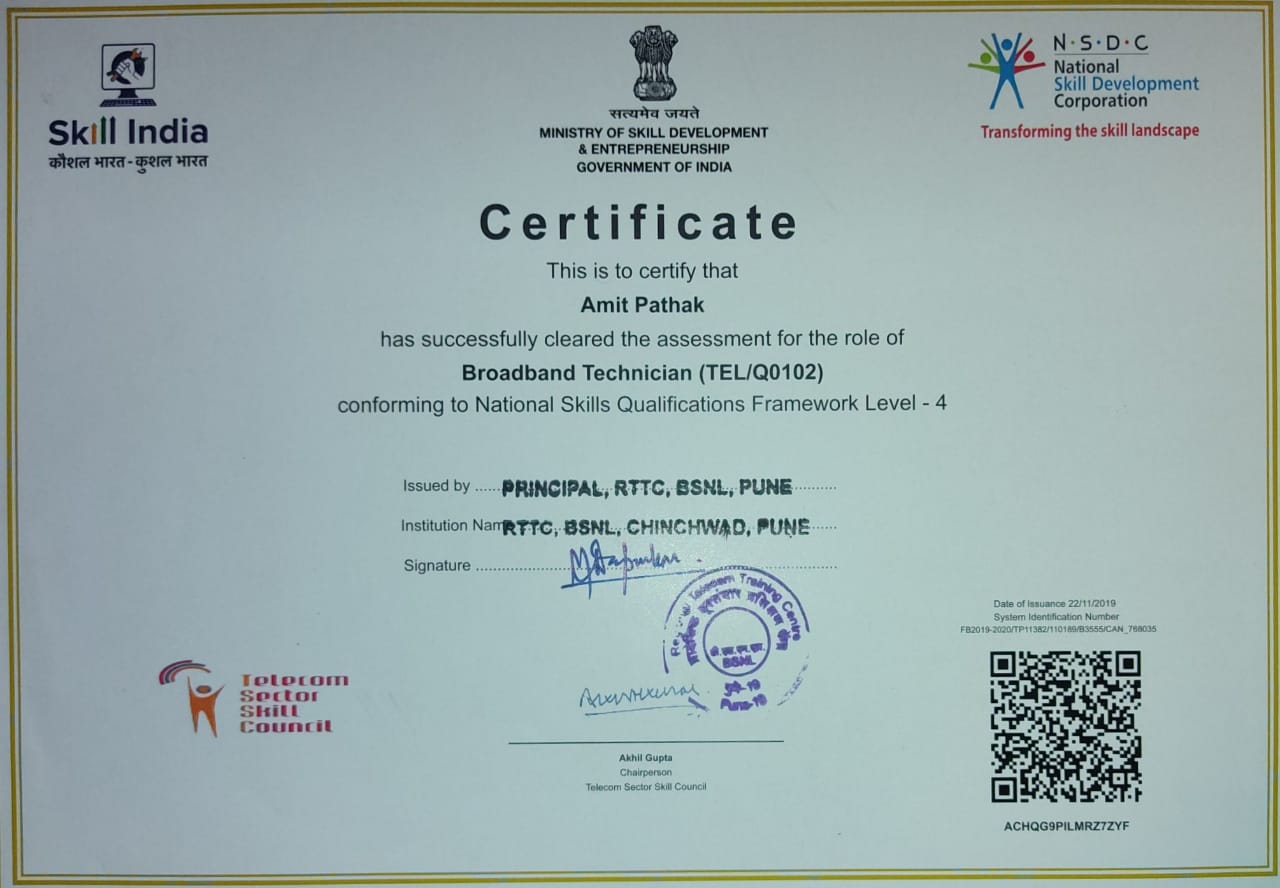 Skill India
कौशल भारत - कुशल भारत
सत्यमेव जयते
MINISTRY OF SKILL DEVELOPMENT
& ENTREPRENEURSHIP
GOVERNMENT OF INDIA
N·S·D·C
National
Skill Development
Corporation
Transforming the skill landscape
Certificate
This is to certify that
Amit Pathak
has successfully cleared the assessment for the role of
Broadband Technician (TEL/Q0102)
conforming to National Skills Qualifications Framework Level - 4
Issued by ..... PRINCIPAL, RTTC, BSNL, PUNE
Institution Nam RTTC, BSNL, CHINCHWAD, PUNE
Signature
Telecom Training Centre
BSNL
पुणे-19
Pune-19
Telecom
Sector
Skill
Council
Akhil Gupta
Chairperson
Telecom Sector Skill Council
Date of Issuance 22/11/2019
System Identification Number
FB2019-2020/TP11382/110189/B3555/CAN_768035
ACHQG9PILMRZ7ZYF